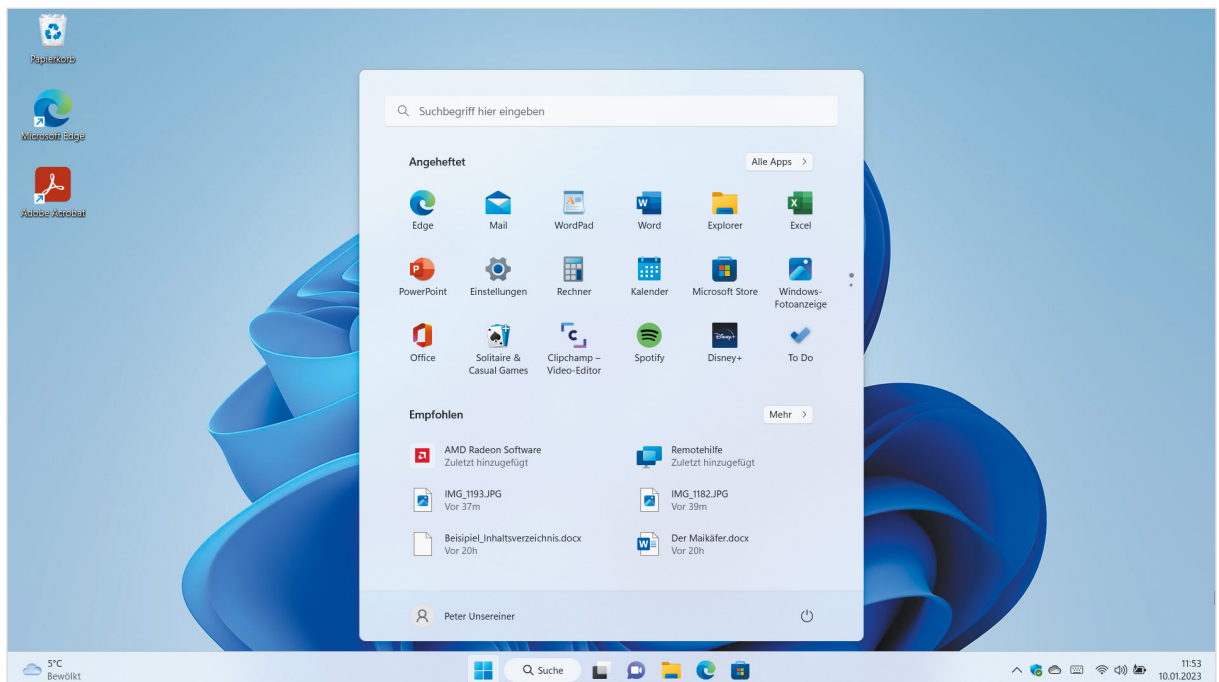 Papierkorb
Microsoft Edge
Adobe Acrobat
Suchbegriff hier eingeben
Angeheftet
Alle Apps
Edge
Mail
WordPad
Word
Explorer
Excel
PowerPoint
Einstellungen
Rechner
Kalender
Microsoft Store
Windows-
Fotoanzeige
Office
Solitaire &
Casual Games
Clipchamp –
Video-Editor
Spotify
Disney+
Disney+
To Do
Empfohlen
Mehr
AMD Radeon Software
Zuletzt hinzugefügt
Remotehilfe
Zuletzt hinzugefügt
IMG_1193.JPG
Vor 37m
IMG_1182.JPG
Vor 39m
Beisipiel_Inhaltsverzeichnis.docx
Vor 20h
Der Maikäfer.docx
Vor 20h
Peter Unsereiner
5°C
Bewölkt
Suche
11:53
10.01.2023